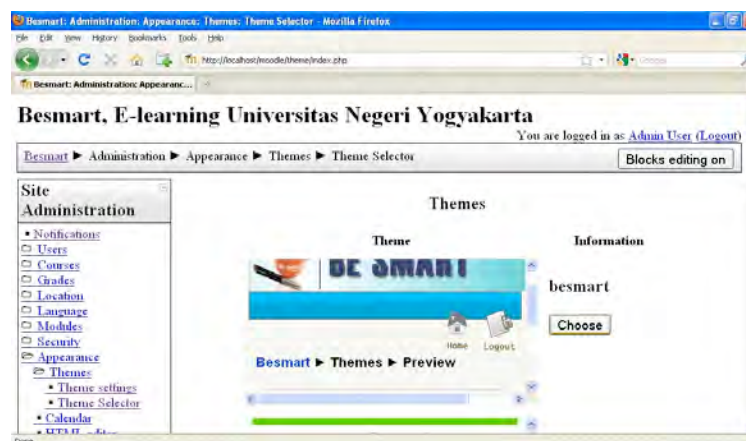 Besmart: Administration: Appearance: Themes: Theme Selector - Mozilla Firefox
File Edit View History Bookmarks Tools Help
http://localhost/moodle/theme/index.php
Google
Besmart: Administration: Appearanc...
Besmart, E-learning Universitas Negeri Yogyakarta
You are logged in as Admin User (Logout)
Besmart ► Administration ► Appearance ► Themes ► Theme Selector
Blocks editing on
Site
Administration
Notifications
Users
Courses
Grades
Location
Language
Modules
Security
Appearance
Themes
Theme settings
Theme Selector
Calendar
HTML editor
Themes
Theme
Information
BE SMART
Home
Logout
Besmart ► Themes ► Preview
besmart
Choose